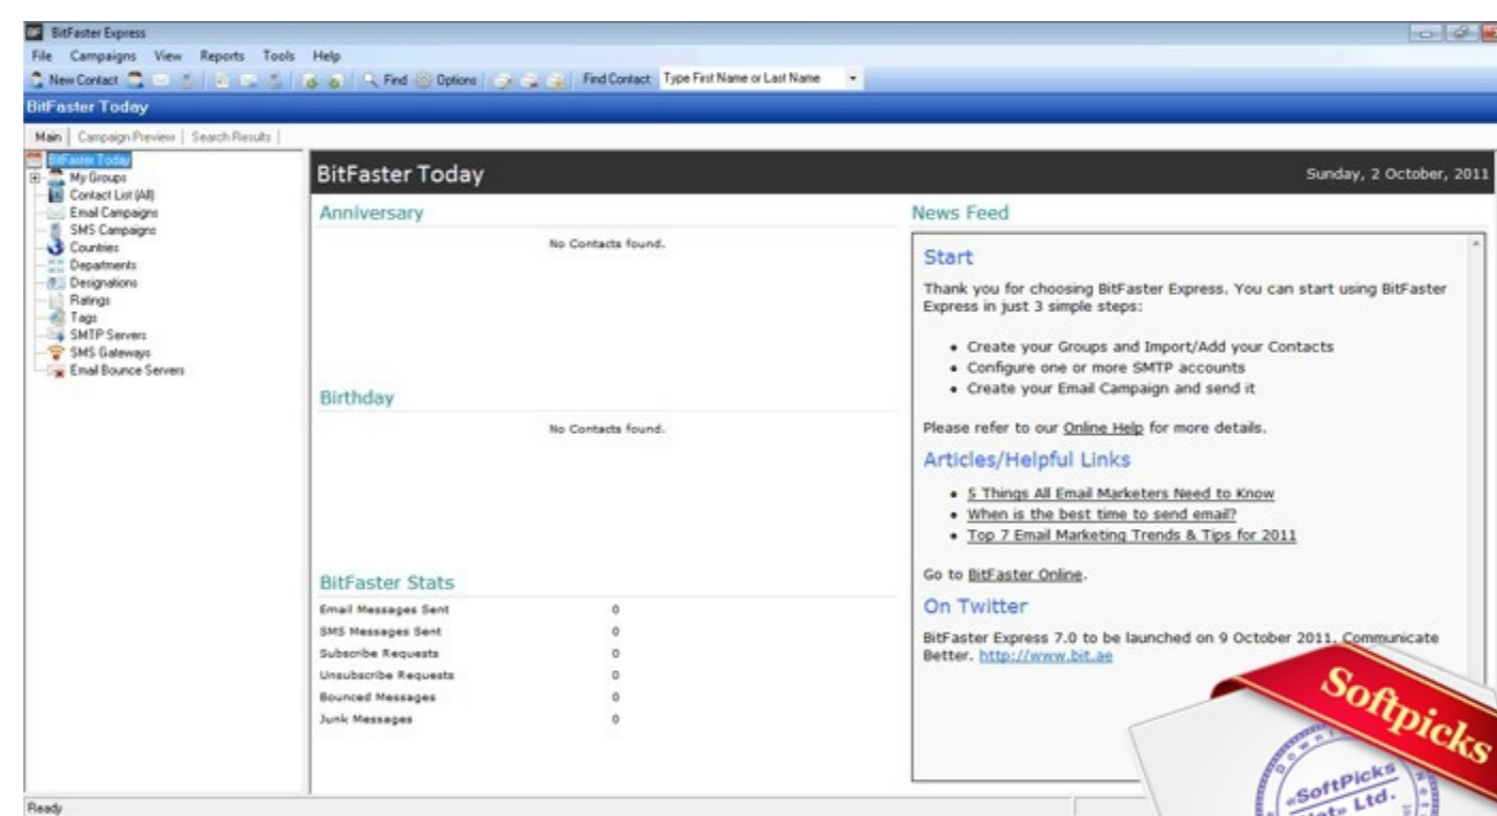 BitFaster Express
File Campaigns View Reports Tools Help
New Contact Find Options Find Contact: Type First Name or Last Name
BitFaster Today
Main Campaign Preview Search Results
BitFaster Today
My Groups
Contact List (All)
Email Campaigns
SMS Campaigns
Countries
Departments
Designations
Ratings
Tags
SMTP Servers
SMS Gateways
Email Bounce Servers
BitFaster Today Sunday, 2 October, 2011
Anniversary
No Contacts found.
Birthday
No Contacts found.
BitFaster Stats
Email Messages Sent 0
SMS Messages Sent 0
Subscribe Requests 0
Unsubscribe Requests 0
Bounced Messages 0
Junk Messages 0
News Feed
Start
Thank you for choosing BitFaster Express. You can start using BitFaster
Express in just 3 simple steps:
• Create your Groups and Import/Add your Contacts
• Configure one or more SMTP accounts
• Create your Email Campaign and send it
Please refer to our Online Help for more details.
Articles/Helpful Links
• 5 Things All Email Marketers Need to Know
• When is the best time to send email?
• Top 7 Email Marketing Trends & Tips for 2011
Go to BitFaster Online.
On Twitter
BitFaster Express 7.0 to be launched on 9 October 2011. Communicate
Better. http://www.bit.ae
Softpicks
«SoftPicks
Ltd.
Ready